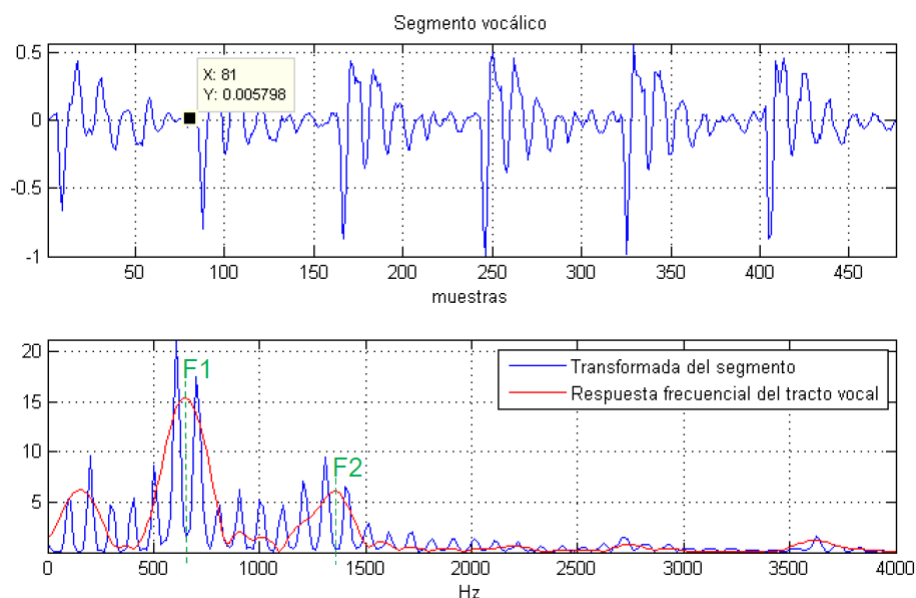 Segmento vocálico
0.5
0
-0.5
-1
X: 81
Y: 0.005798
50 100 150 200 250 300 350 400 450
muestras
20
15
10
5
F1
F2
Transformada del segmento
Respuesta frecuencial del tracto vocal
0 500 1000 1500 2000 2500 3000 3500 4000
Hz